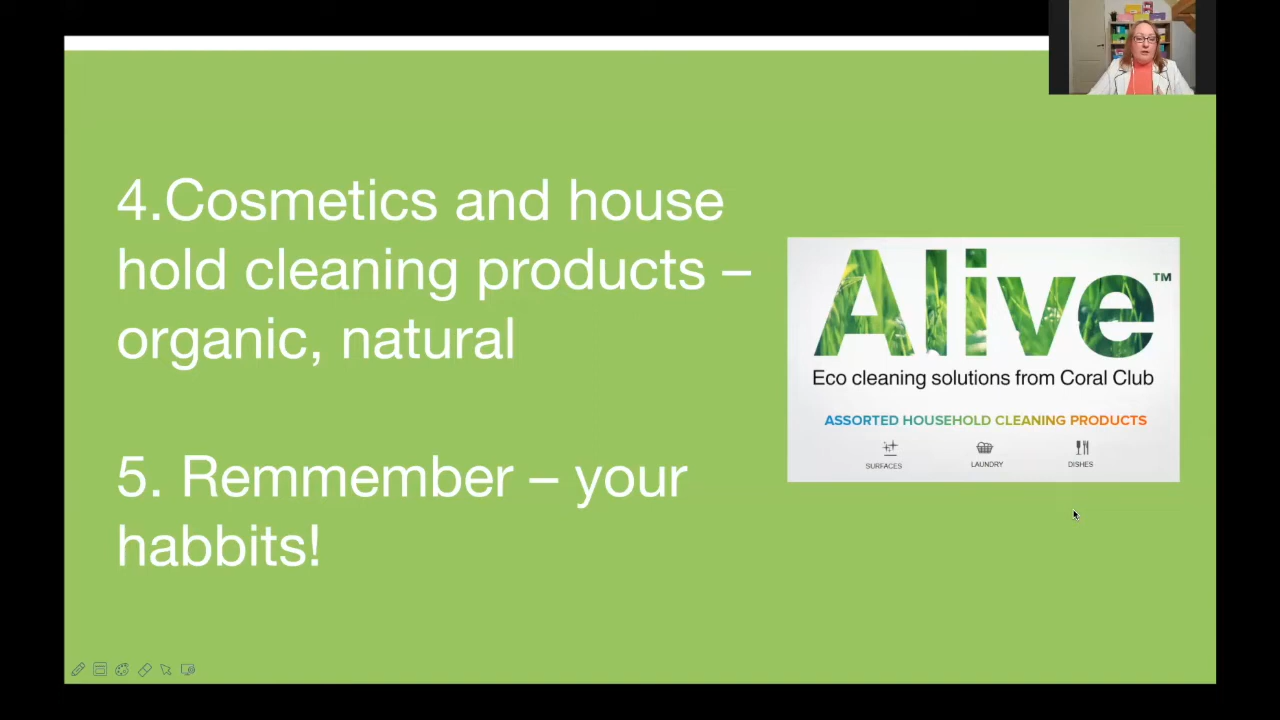 4.Cosmetics and house
hold cleaning products –
organic, natural
5. Remmember – your
habbits!
Alive™
Eco cleaning solutions from Coral Club
ASSORTED HOUSEHOLD CLEANING PRODUCTS
SURFACES
LAUNDRY
DISHES